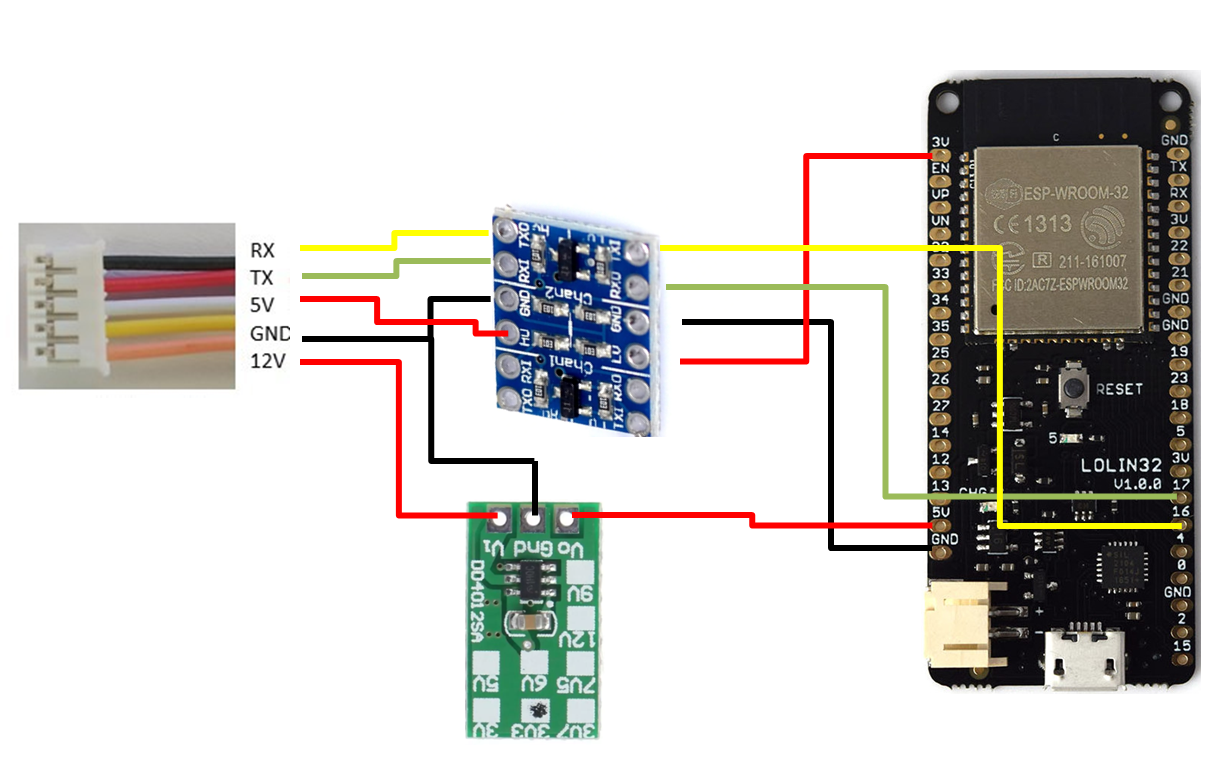 RX
TX
5V
GND
12V
TXO
RXI
GND
HV
RXI
TXO
Chan2
Chan1
TXI
RXO
GND
LV
RXO
TXI
VI Gnd Vo
DD4012SA
9V
12V
5V 6V 7V5
3V 3V3 3V7
C
3V
EN
VP
VN
33
34
35
25
26
27
14
12
13
5V
GND
ESP-WROOM-32
CE1313
R 211-161007
FCC ID:2AC7Z-ESPWROOM32
RESET
5
LOLIN32
V1.0.0
CHG
+
-
GND
TX
RX
3V
22
21
GND
GND
19
23
18
5
3V
17
16
4
0
GND
2
15